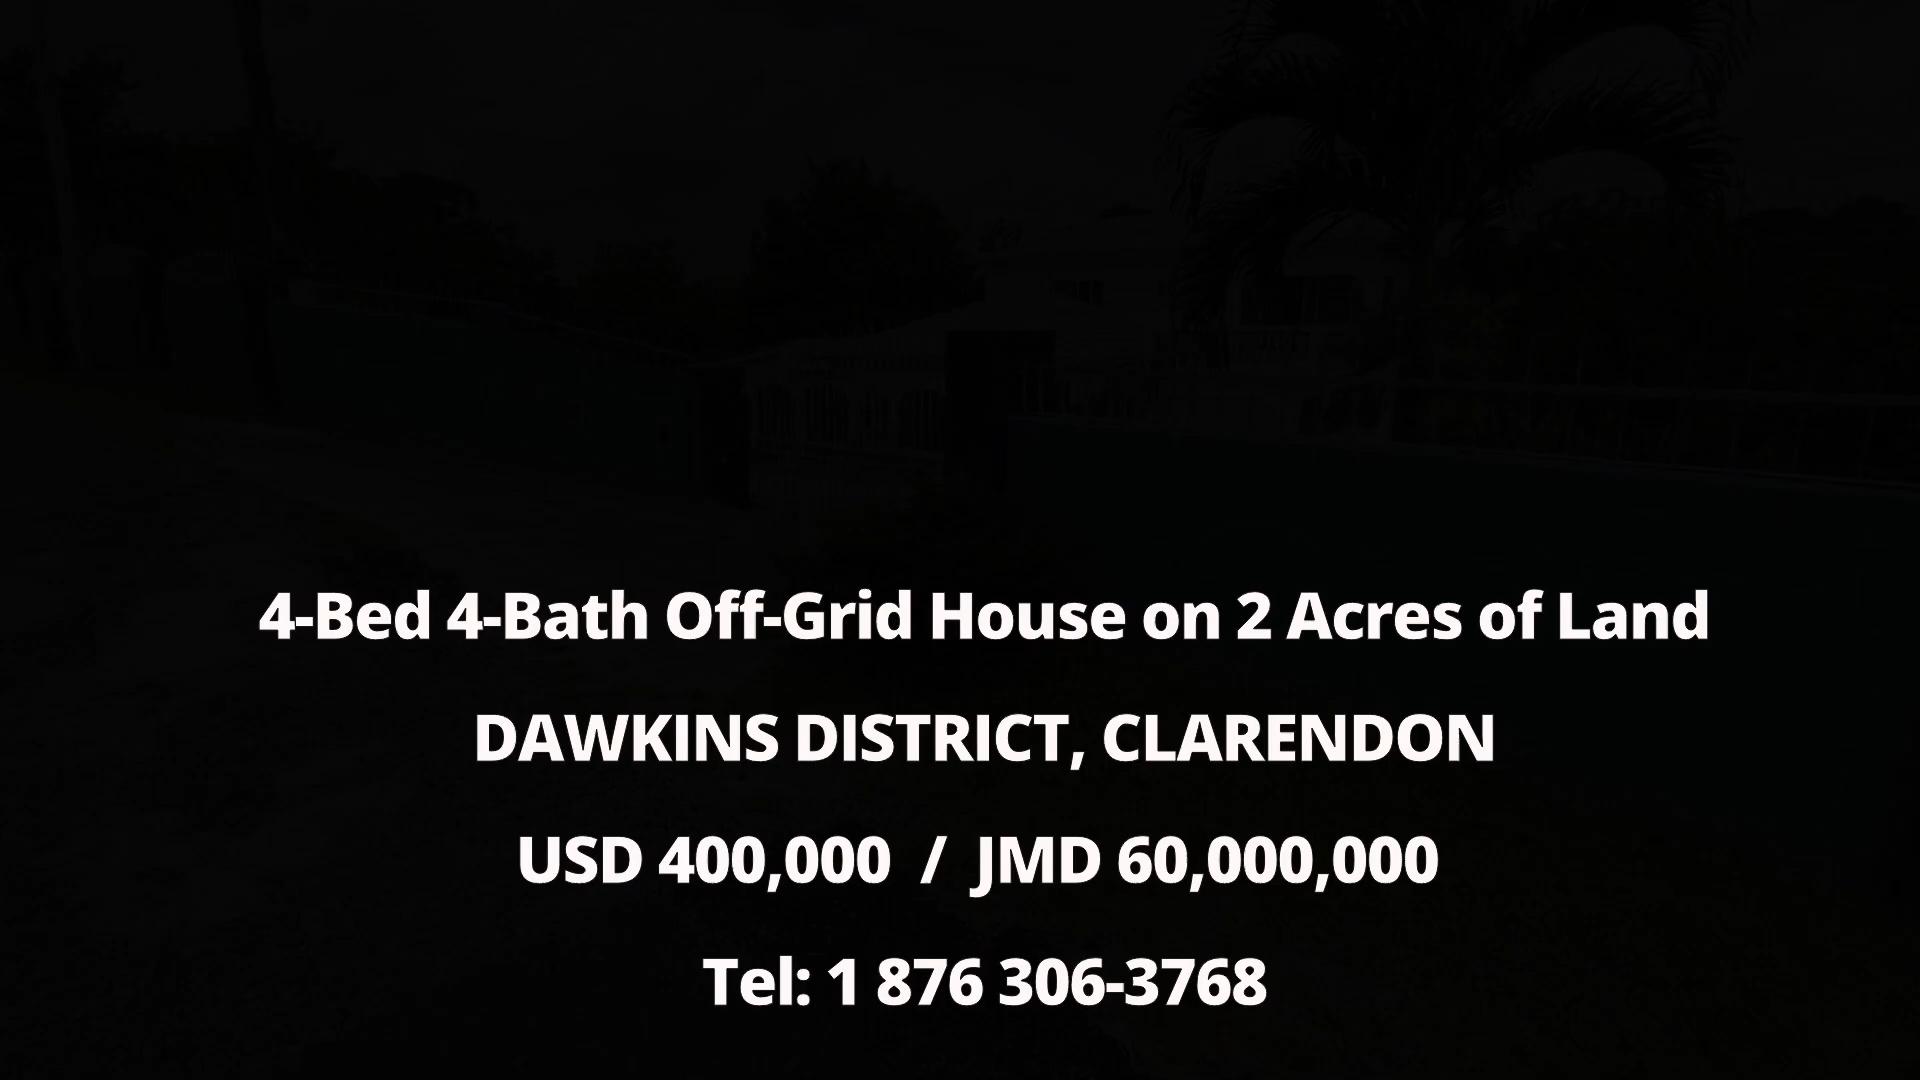 4-Bed 4-Bath Off-Grid House on 2 Acres of Land
DAWKINS DISTRICT, CLARENDON
USD 400,000 / JMD 60,000,000
Tel: 1 876 306-3768